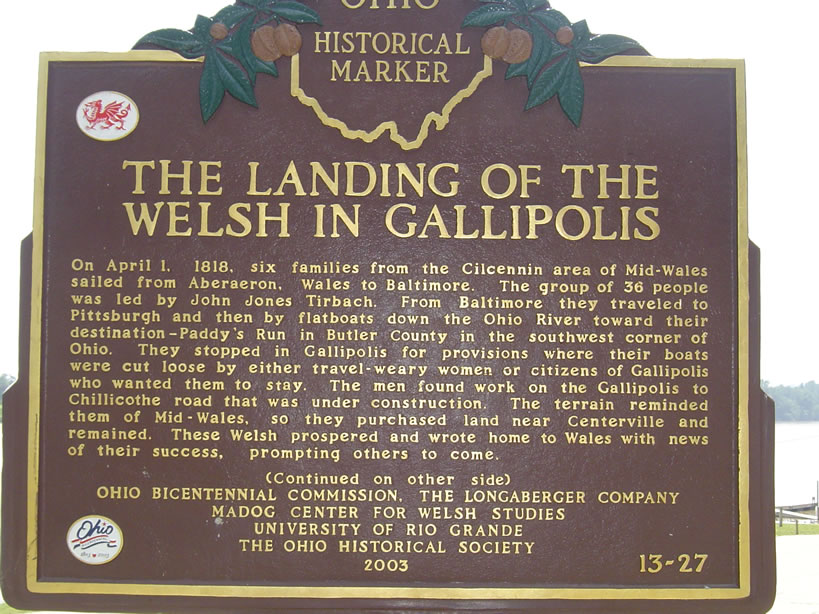 OHIO
HISTORICAL
MARKER
THE LANDING OF THE
WELSH IN GALLIPOLIS
On April 1, 1818, six families from the Cilcennin area of Mid-Wales
sailed from Aberaeron, Wales to Baltimore. The group of 36 people
was led by John Jones Tirbach. From Baltimore they traveled to
Pittsburgh and then by flatboats down the Ohio River toward their
destination–Paddy's Run in Butler County in the southwest corner of
Ohio. They stopped in Gallipolis for provisions where their boats
were cut loose by either travel-weary women or citizens of Gallipolis
who wanted them to stay. The men found work on the Gallipolis to
Chillicothe road that was under construction. The terrain reminded
them of Mid-Wales, so they purchased land near Centerville and
remained. These Welsh prospered and wrote home to Wales with news
of their success, prompting others to come.
(Continued on other side)
OHIO BICENTENNIAL COMMISSION, THE LONGABERGER COMPANY
MADOG CENTER FOR WELSH STUDIES
UNIVERSITY OF RIO GRANDE
THE OHIO HISTORICAL SOCIETY
2003
13-27
Ohio